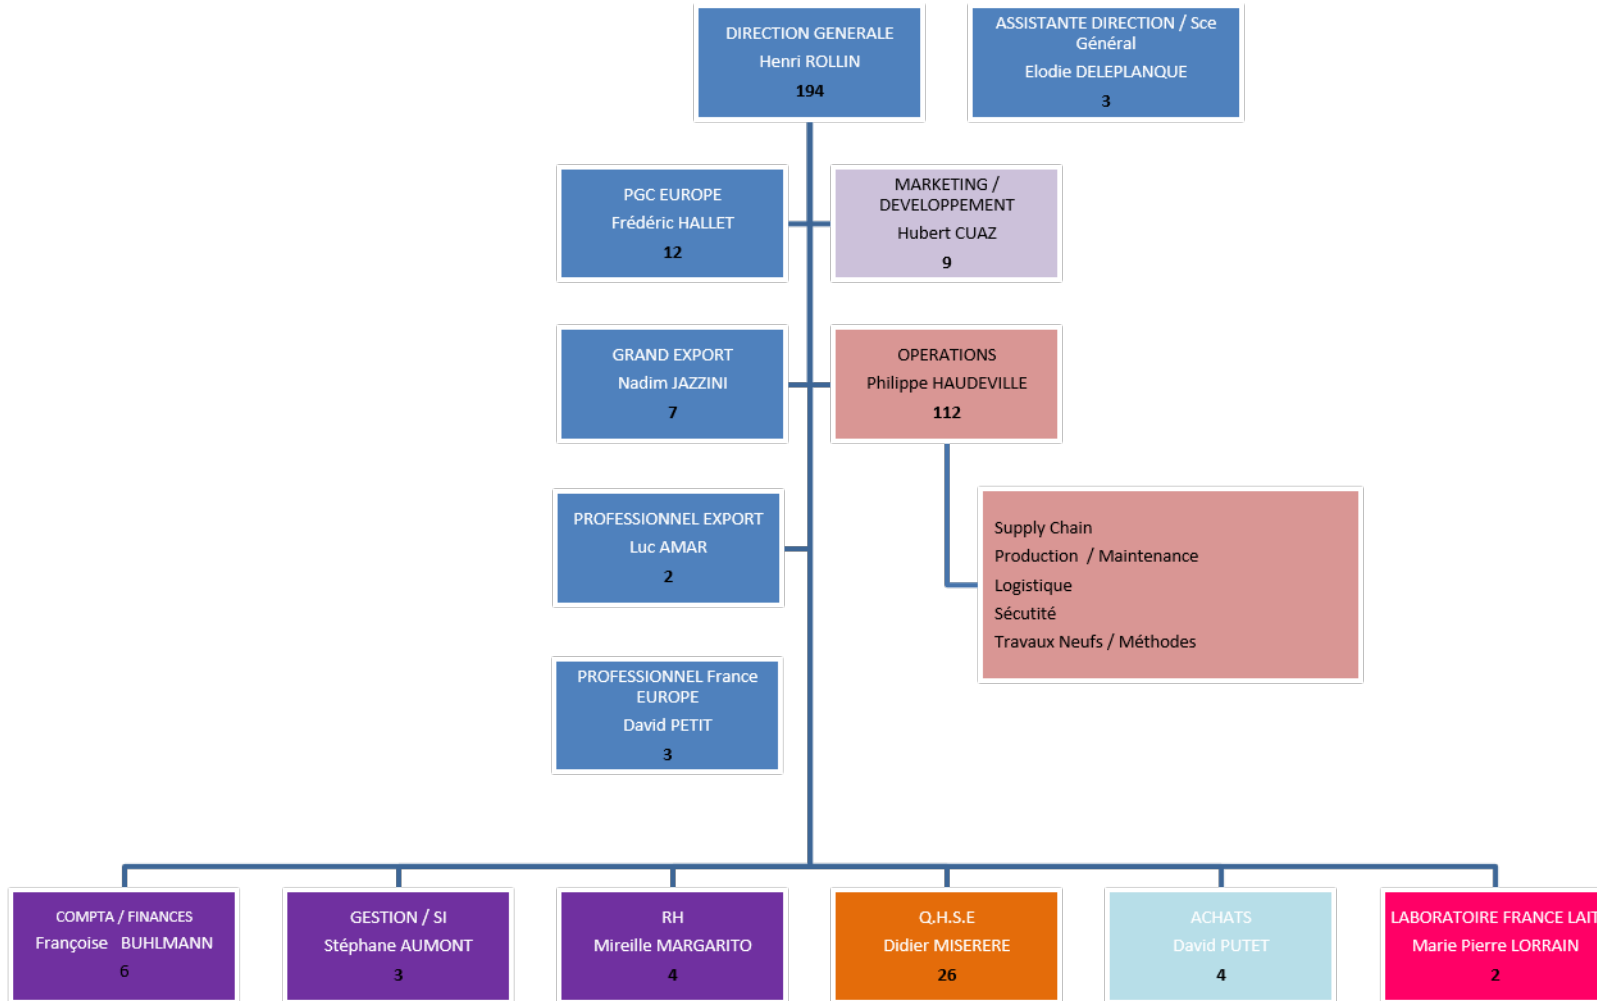 DIRECTION GENERALE
Henri ROLLIN
194
ASSISTANTE DIRECTION / Sce
Général
Elodie DELEPLANQUE
3
PGC EUROPE
Frédéric HALLET
12
MARKETING /
DEVELOPPEMENT
Hubert CUAZ
9
GRAND EXPORT
Nadim JAZZINI
7
OPERATIONS
Philippe HAUDEVILLE
112
PROFESSIONNEL EXPORT
Luc AMAR
2
Supply Chain
Production / Maintenance
Logistique
Sécutité
Travaux Neufs / Méthodes
PROFESSIONNEL France
EUROPE
David PETIT
3
COMPTA / FINANCES
Françoise BUHLMANN
6
GESTION / SI
Stéphane AUMONT
3
RH
Mireille MARGARITO
4
Q.H.S.E
Didier MISERERE
26
ACHATS
David PUTET
4
LABORATOIRE FRANCE LAIT
Marie Pierre LORRAIN
2